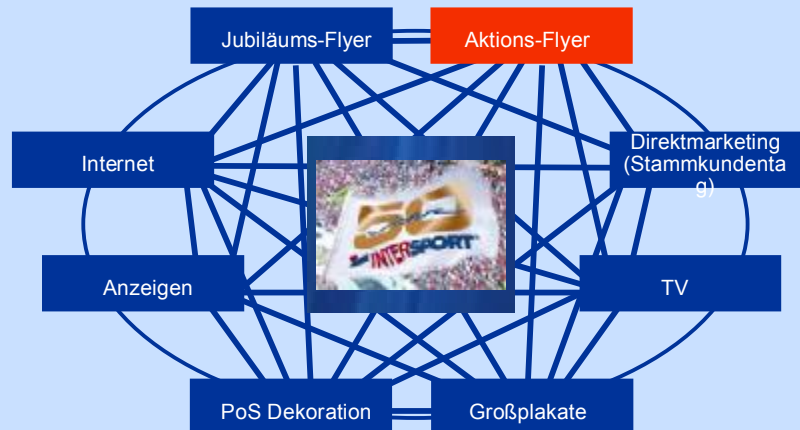 Jubiläums-Flyer
Aktions-Flyer
Internet
Direktmarketing
(Stammkundenta
g)
50
INTERSPORT
Anzeigen
TV
PoS Dekoration
Großplakate